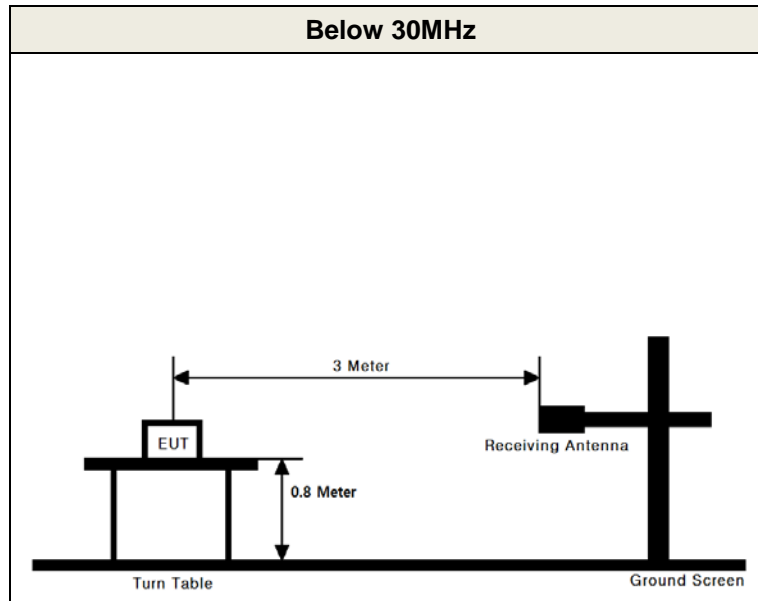 Below 30MHz
3 Meter
EUT
Receiving Antenna
0.8 Meter
Turn Table
Ground Screen